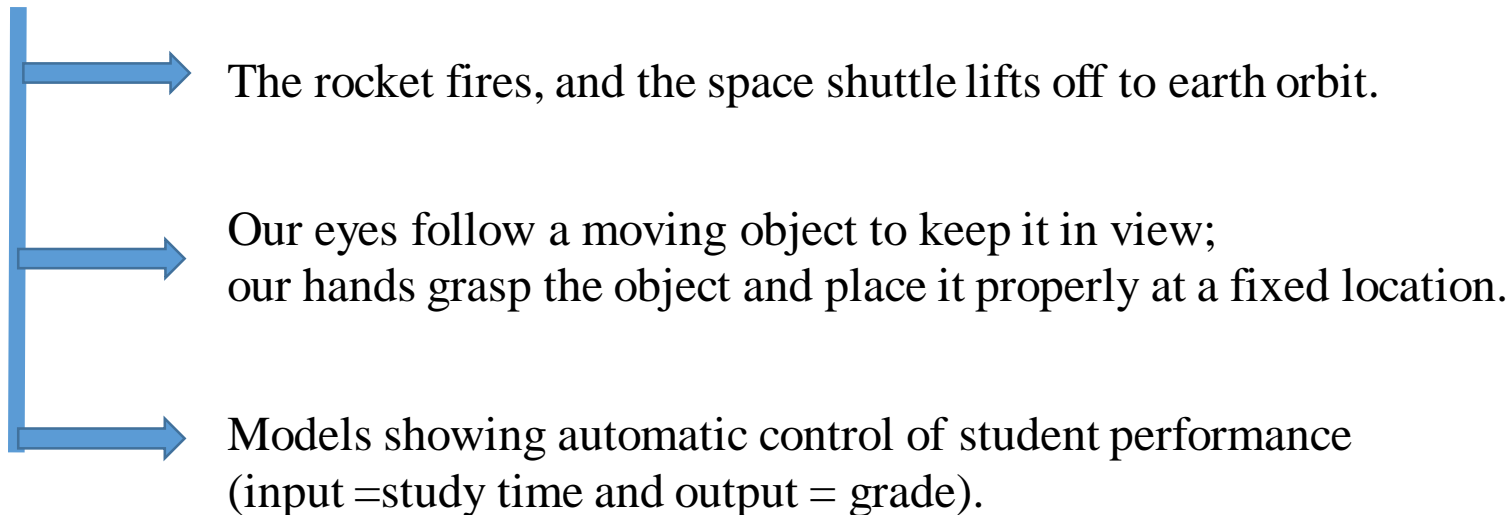 The rocket fires, and the space shuttle lifts off to earth orbit.
Our eyes follow a moving object to keep it in view;
our hands grasp the object and place it properly at a fixed location.
Models showing automatic control of student performance
(input =study time and output = grade).